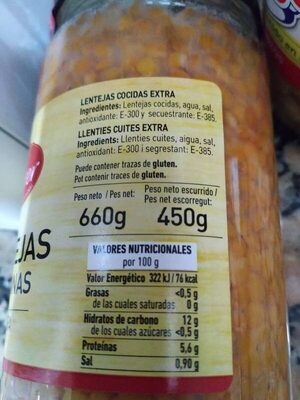 LENTEJAS COCIDAS EXTRA
Ingredientes: Lentejas cocidas, agua, sal,
antioxidante: E-300 y secuestrante: E-385.
LLENTIES CUITES EXTRA
Ingredients: Llenties cuites, aigua, sal,
antioxidant: E-300 i segrestant: E-385.
Puede contener trazas de gluten.
Pot contenir traces de gluten.
Peso neto / Pes net:
660g
Peso neto escurrido /
Pes net escorregut:
450g
EJAS
NAS
VALORES NUTRICIONALES
por 100 g
Valor Energético 322 kJ / 76 kcal
Grasas <0,5 g
de las cuales saturadas 0 g
Hidratos de carbono 12 g
de los cuales azúcares <0,5 g
Proteínas 5,6 g
Sal 0,90 g